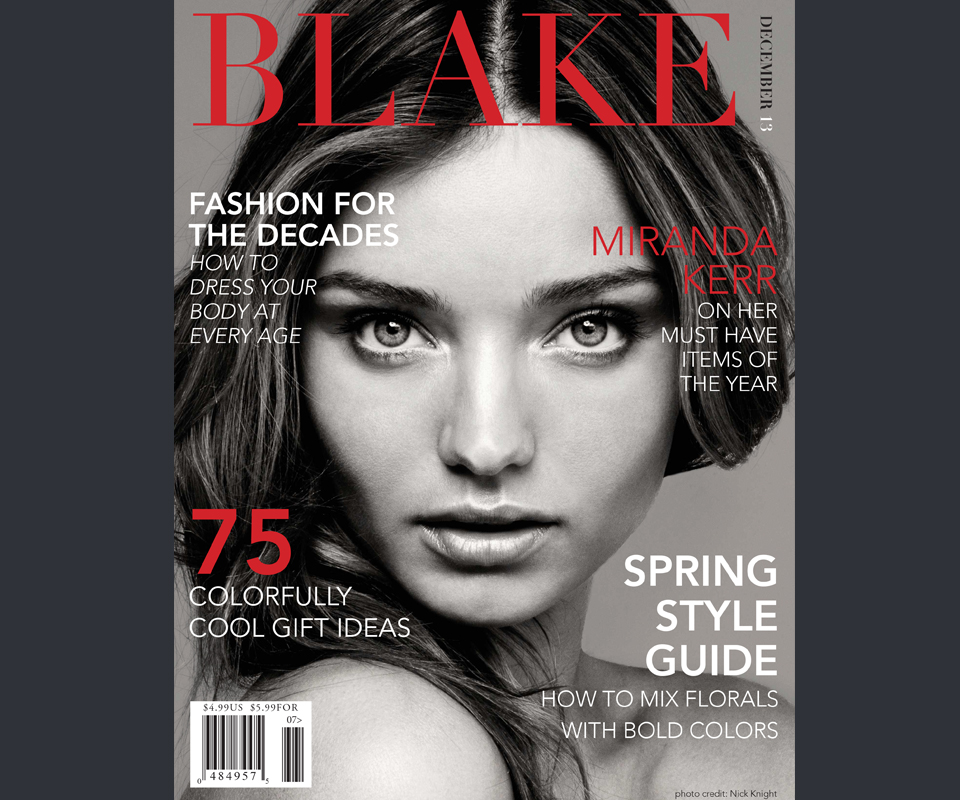 BLAKE
DECEMBER 13
FASHION FOR
THE DECADES
HOW TO
DRESS YOUR
BODY AT
EVERY AGE
MIRANDA
KERR
ON HER
MUST HAVE
ITEMS OF
THE YEAR
75
COLORFULLY
COOL GIFT IDEAS
SPRING
STYLE
GUIDE
HOW TO MIX FLORALS
WITH BOLD COLORS
$4.99US $5.99FOR
07>
0 484957 5
photo credit: Nick Knight